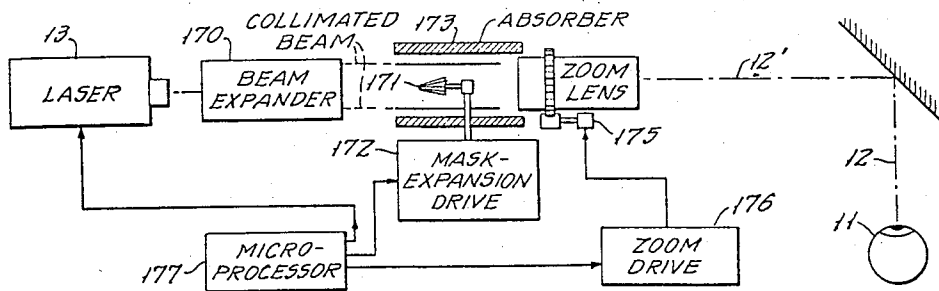 13
LASER
170
BEAM
EXPANDER
COLLIMATED
BEAM
173
ABSORBER
171
ZOOM
LENS
12'
175
172
MASK-
EXPANSION
DRIVE
12
176
11
177
MICRO-
PROCESSOR
ZOOM
DRIVE